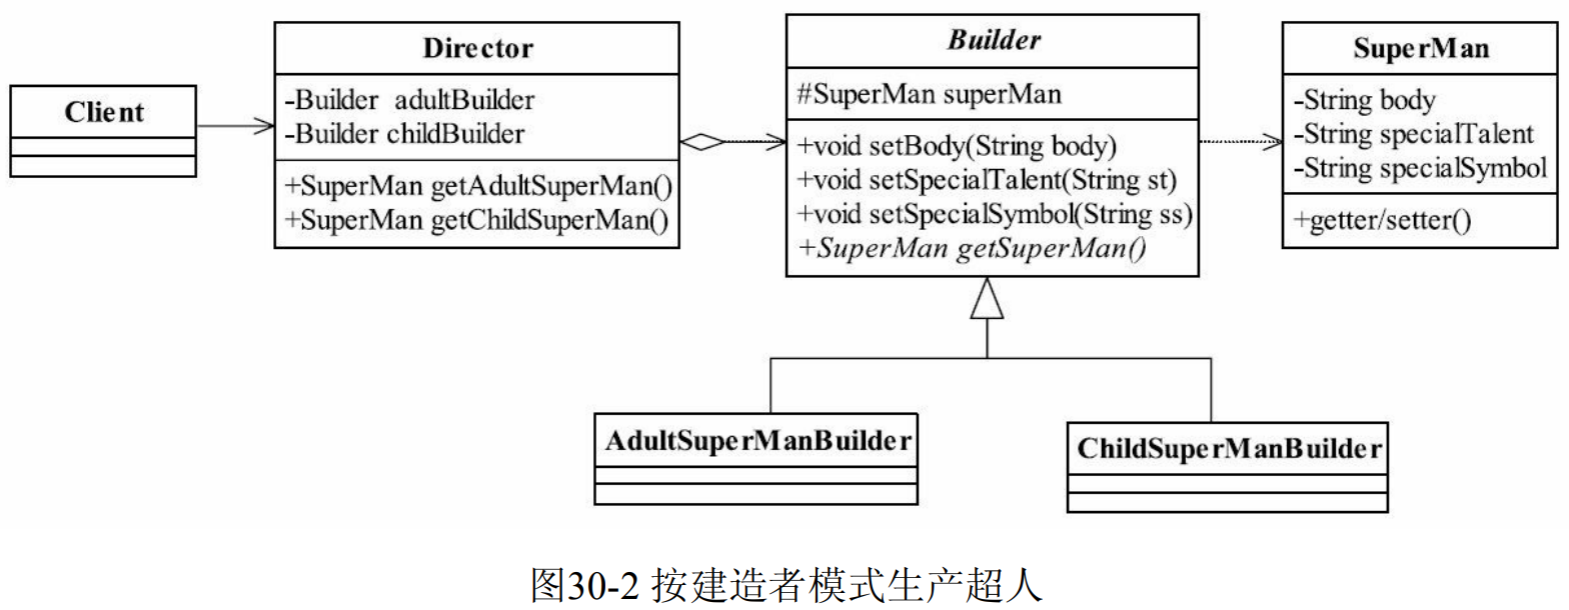 Client
Director
-Builder adultBuilder
-Builder childBuilder
+SuperMan getAdultSuperMan()
+SuperMan getChildSuperMan()
Builder
#SuperMan superMan
+void setBody(String body)
+void setSpecialTalent(String st)
+void setSpecialSymbol(String ss)
+SuperMan getSuperMan()
SuperMan
-String body
-String specialTalent
-String specialSymbol
+getter/setter()
AdultSuperManBuilder
ChildSuperManBuilder
图30-2 按建造者模式生产超人